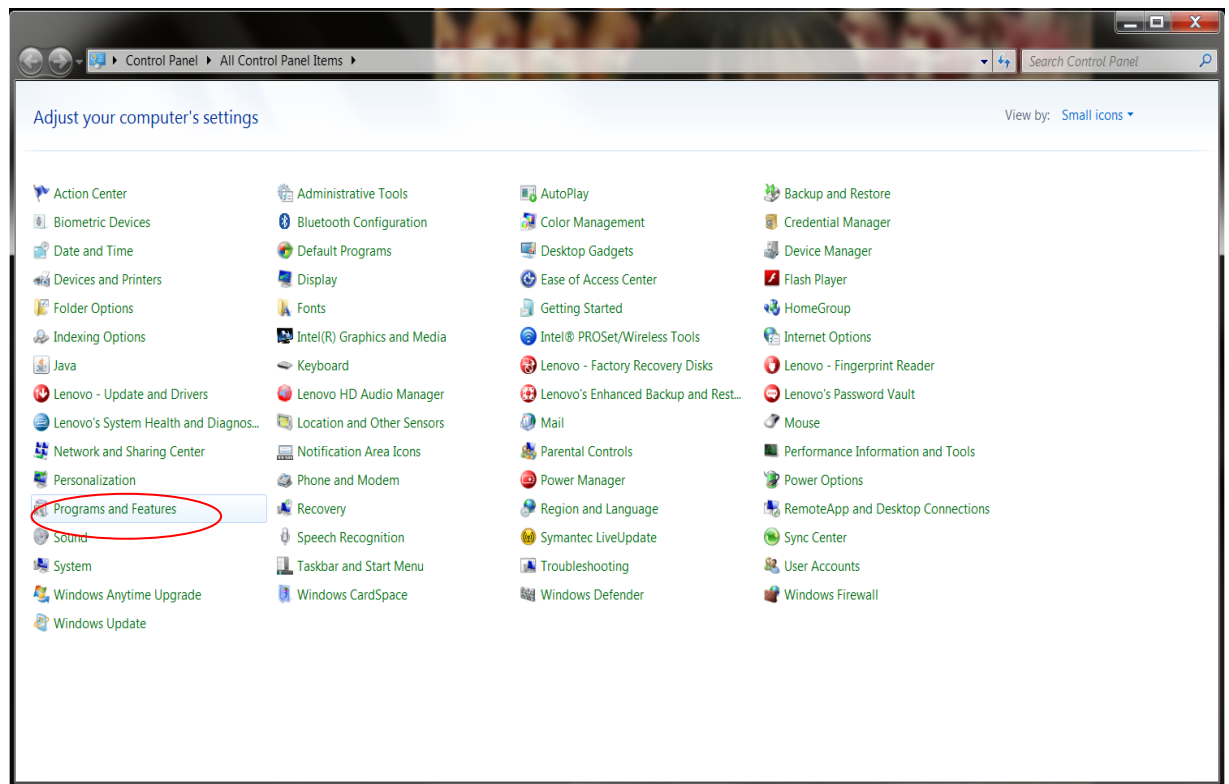 Control Panel All Control Panel Items Search Control Panel
Adjust your computer's settings View by: Small icons
Action Center Administrative Tools AutoPlay Backup and Restore
Biometric Devices Bluetooth Configuration Color Management Credential Manager
Date and Time Default Programs Desktop Gadgets Device Manager
Devices and Printers Display Ease of Access Center Flash Player
Folder Options Fonts Getting Started HomeGroup
Indexing Options Intel(R) Graphics and Media Intel® PROSet/Wireless Tools Internet Options
Java Keyboard Lenovo - Factory Recovery Disks Lenovo - Fingerprint Reader
Lenovo - Update and Drivers Lenovo HD Audio Manager Lenovo's Enhanced Backup and Rest... Lenovo's Password Vault
Lenovo's System Health and Diagnos... Location and Other Sensors Mail Mouse
Network and Sharing Center Notification Area Icons Parental Controls Performance Information and Tools
Personalization Phone and Modem Power Manager Power Options
Programs and Features Recovery Region and Language RemoteApp and Desktop Connections
Sound Speech Recognition Symantec LiveUpdate Sync Center
System Taskbar and Start Menu Troubleshooting User Accounts
Windows Anytime Upgrade Windows CardSpace Windows Defender Windows Firewall
Windows Update